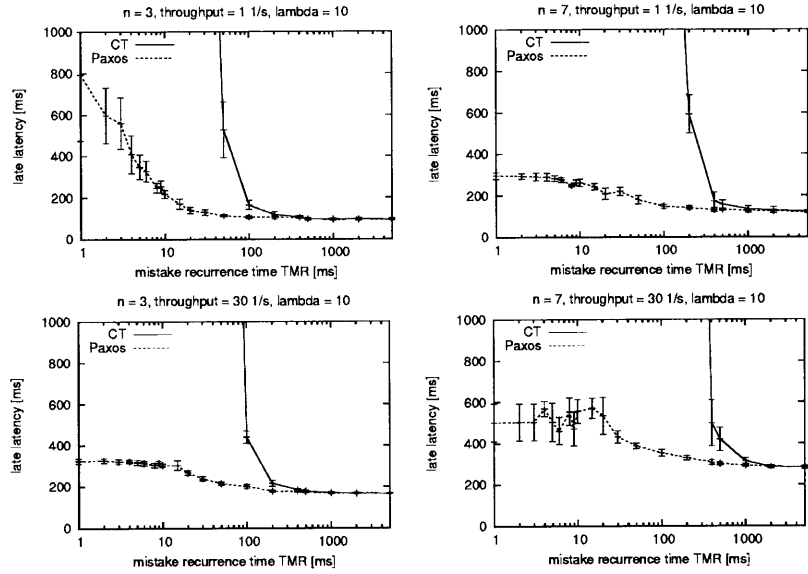 n = 3, throughput = 1 1/s, lambda = 10
1000
800
600
400
200
0
late latency [ms]
CT
Paxos
1
10
100
1000
mistake recurrence time TMR [ms]
n = 7, throughput = 1 1/s, lambda = 10
1000
800
600
400
200
0
late latency [ms]
CT
Paxos
1
10
100
1000
mistake recurrence time TMR [ms]
n = 3, throughput = 30 1/s, lambda = 10
1000
800
600
400
200
0
late latency [ms]
CT
Paxos
1
10
100
1000
mistake recurrence time TMR [ms]
n = 7, throughput = 30 1/s, lambda = 10
1000
800
600
400
200
0
late latency [ms]
CT
Paxos
1
10
100
1000
mistake recurrence time TMR [ms]